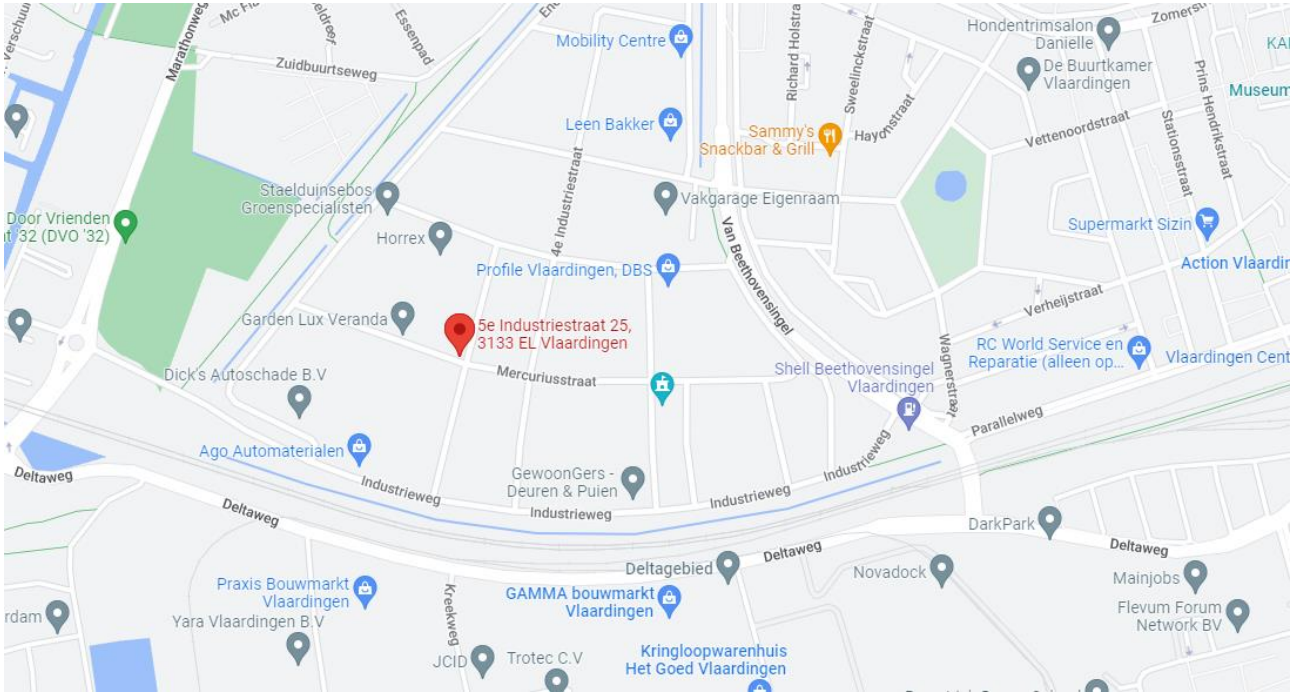 Verschuur
Marathonweg
Mc Fl
eldreef
Essenpad
Zuidbuurtseweg
Mobility Centre
Richard Holstraat
Sweelinckstraat
Hondentrimsalon
Danielle
Zomerst
De Buurtkamer
Vlaardingen
Prins Hendrikstraat
Museum
Leen Bakker
Sammy's
Snackbar & Grill
Haydnstraat
Vettenoordstraat
Stationsstraat
4e Industriestraat
Staelduinsebos
Groenspecialisten
Vakgarage Eigenraam
Door Vrienden
t '32 (DVO '32)
Horrex
Supermarkt Sizin
Profile Vlaardingen, DBS
Van Beethovensingel
Action Vlaardin
Verheijstraat
Garden Lux Veranda
5e Industriestraat 25,
3133 EL Vlaardingen
Wagnerstraat
RC World Service en
Reparatie (alleen op...
Vlaardingen Cent
Dick's Autoschade B.V
Mercuriusstraat
Shell Beethovensingel
Vlaardingen
Parallelweg
Ago Automaterialen
Industrieweg
GewoonGers -
Deuren & Puien
Industrieweg
Industrieweg
Industrieweg
Deltaweg
Deltaweg
DarkPark
Deltaweg
Deltaweg
Deltagebied
Novadock
Mainjobs
Praxis Bouwmarkt
Vlaardingen
Kreekweg
GAMMA bouwmarkt
Vlaardingen
Flevum Forum
Network BV
rdam
Yara Vlaardingen B.V
JCID
Trotec C.V
Kringloopwarenhuis
Het Goed Vlaardingen